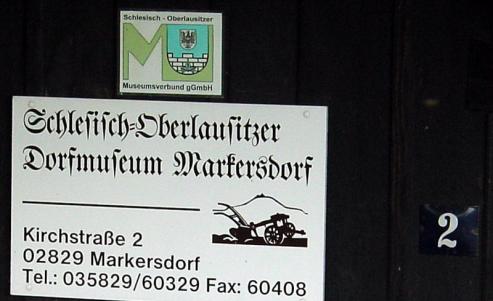 Schlesisch - Oberlausitzer
MU
Museumsverbund gGmbH
Schlesisch-Oberlausitzer
Dorfmuseum Markersdorf
Kirchstraße 2
02829 Markersdorf
Tel.: 035829/60329 Fax: 60408
2